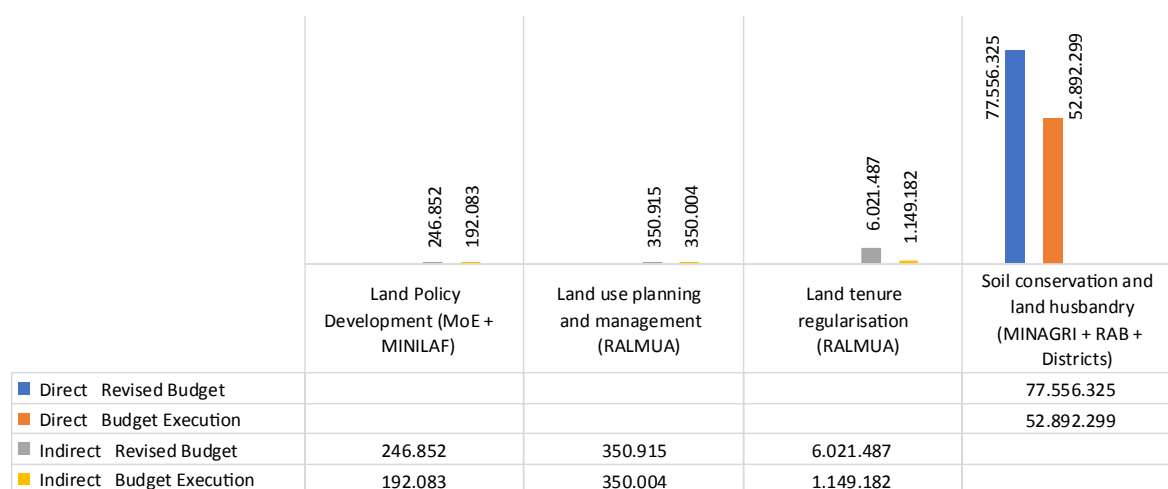 246.852
192.083
350.915
350.004
6.021.487
1.149.182
77.556.325
52.892.299
Land Policy
Development (MoE +
MINILAF)
Land use planning
and management
(RALMUA)
Land tenure
regularisation
(RALMUA)
Soil conservation and
land husbandry
(MINAGRI + RAB +
Districts)
Direct Revised Budget 77.556.325
Direct Budget Execution 52.892.299
Indirect Revised Budget 246.852 350.915 6.021.487
Indirect Budget Execution 192.083 350.004 1.149.182